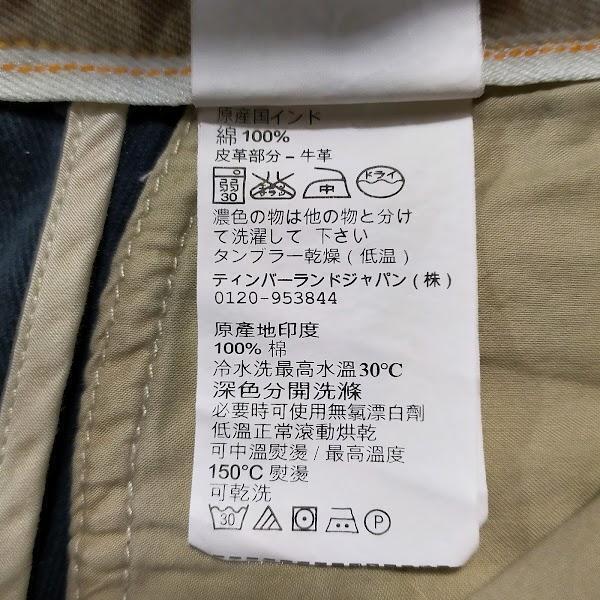 原産国インド
綿100%
皮革部分－牛革
30 中 ドライ
濃色の物は他の物と分け
て洗濯して 下さい
タンブラー乾燥(低温)
ティンバーランドジャパン(株)
0120-953844
原產地印度
100% 棉
冷水洗最高水溫30°C
深色分開洗滌
必要時可使用無氯漂白劑
低溫正常滾動烘乾
可中溫熨燙/最高溫度
150°C 熨燙
可乾洗
30 P